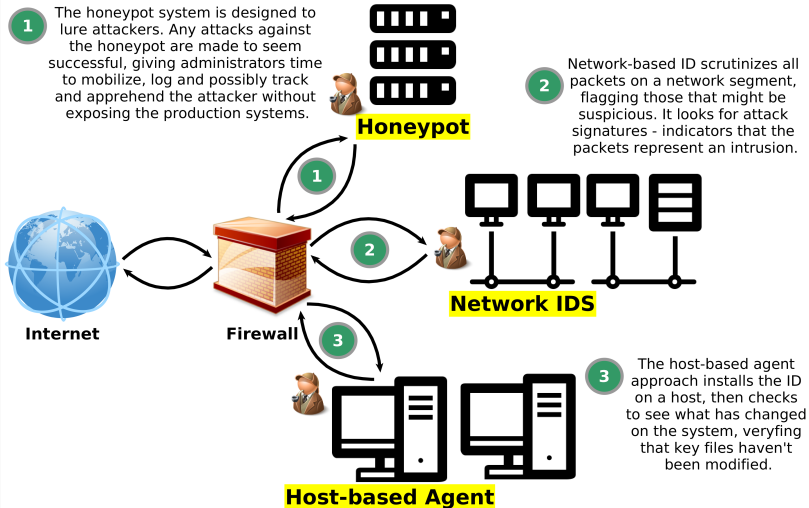 1
The honeypot system is designed to
lure attackers. Any attacks against
the honeypot are made to seem
successful, giving administrators time
to mobilize, log and possibly track
and apprehend the attacker without
exposing the production systems.
Honeypot
2
Network-based ID scrutinizes all
packets on a network segment,
flagging those that might be
suspicious. It looks for attack
signatures - indicators that the
packets represent an intrusion.
1
2
Network IDS
Internet
Firewall
3
3
The host-based agent
approach installs the ID
on a host, then checks
to see what has changed
on the system, veryfing
that key files haven't
been modified.
Host-based Agent